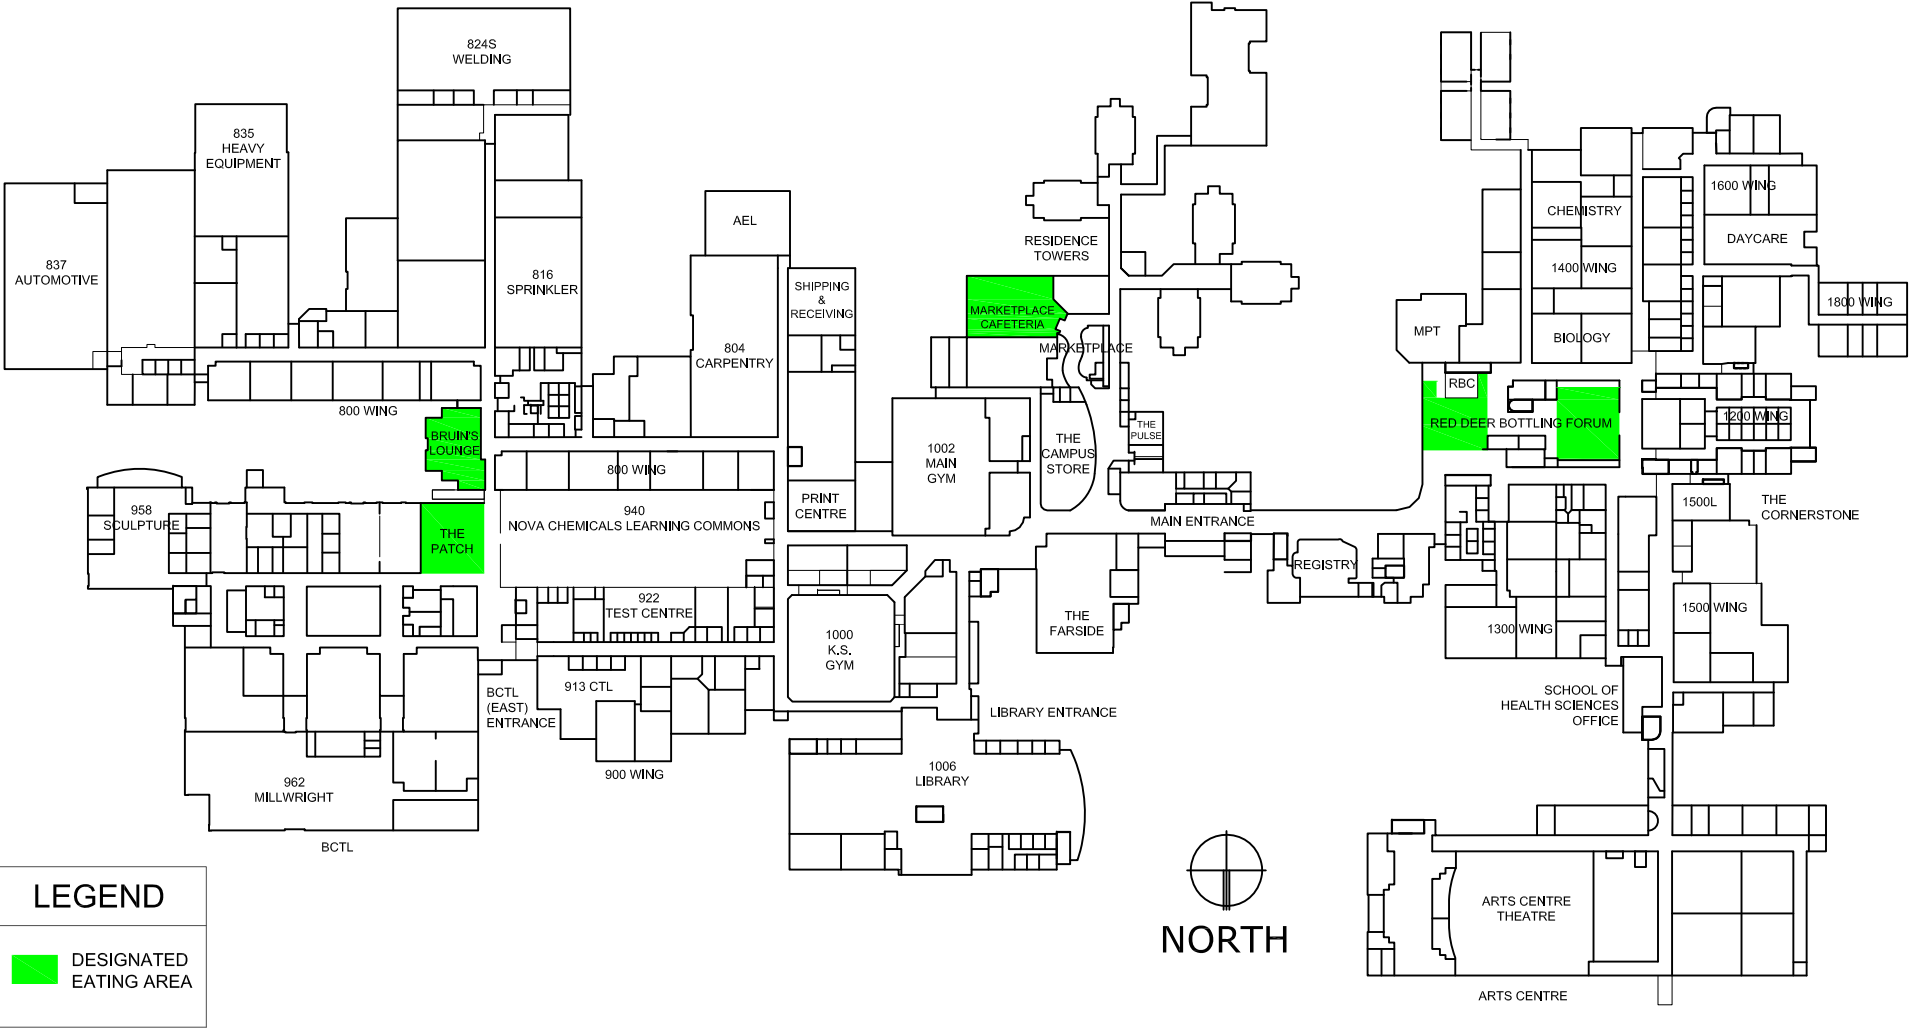 824S
WELDING
835
HEAVY
EQUIPMENT
837
AUTOMOTIVE
816
SPRINKLER
AEL
804
CARPENTRY
SHIPPING
&
RECEIVING
800 WING
BRUIN'S
LOUNGE
800 WING
958
SCULPTURE
THE
PATCH
940
NOVA CHEMICALS LEARNING COMMONS
PRINT
CENTRE
922
TEST CENTRE
913 CTL
BCTL
(EAST)
ENTRANCE
900 WING
962
MILLWRIGHT
BCTL
RESIDENCE
TOWERS
MARKETPLACE
CAFETERIA
MARKETPLACE
1002
MAIN
GYM
THE
CAMPUS
STORE
THE
PULSE
MAIN ENTRANCE
REGISTRY
THE
FARSIDE
1000
K.S.
GYM
LIBRARY ENTRANCE
1006
LIBRARY
CHEMISTRY
1400 WING
BIOLOGY
MPT
RBC
RED DEER BOTTLING FORUM
1600 WING
DAYCARE
1800 WING
1200 WING
1500L
THE
CORNERSTONE
1500 WING
1300 WING
SCHOOL OF
HEALTH SCIENCES
OFFICE
ARTS CENTRE
THEATRE
ARTS CENTRE
NORTH
LEGEND
DESIGNATED
EATING AREA